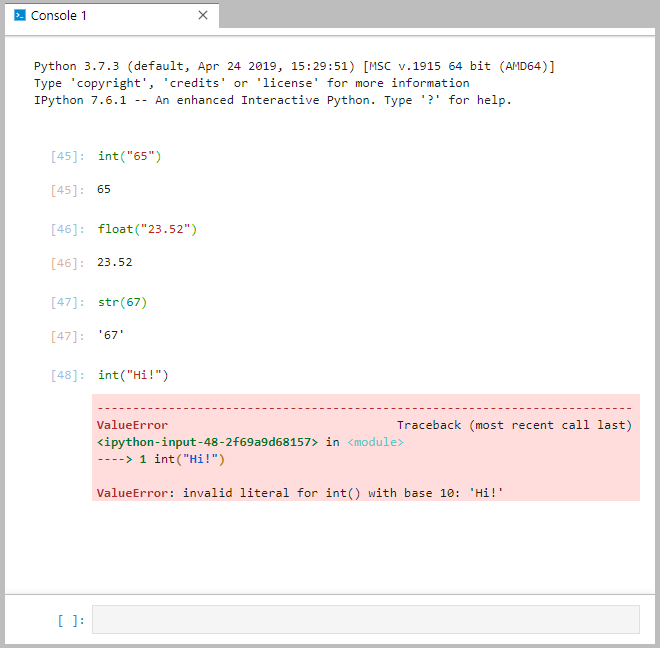 Console 1
Python 3.7.3 (default, Apr 24 2019, 15:29:51) [MSC v.1915 64 bit (AMD64)]
Type 'copyright', 'credits' or 'license' for more information
IPython 7.6.1 -- An enhanced Interactive Python. Type '?' for help.
[45]: int("65")
[45]: 65
[46]: float("23.52")
[46]: 23.52
[47]: str(67)
[47]: '67'
[48]: int("Hi!")
---------------------------------------------------------------------------
ValueError                                Traceback (most recent call last)
<ipython-input-48-2f69a9d68157> in <module>
----> 1 int("Hi!")
ValueError: invalid literal for int() with base 10: 'Hi!'
[ ]: